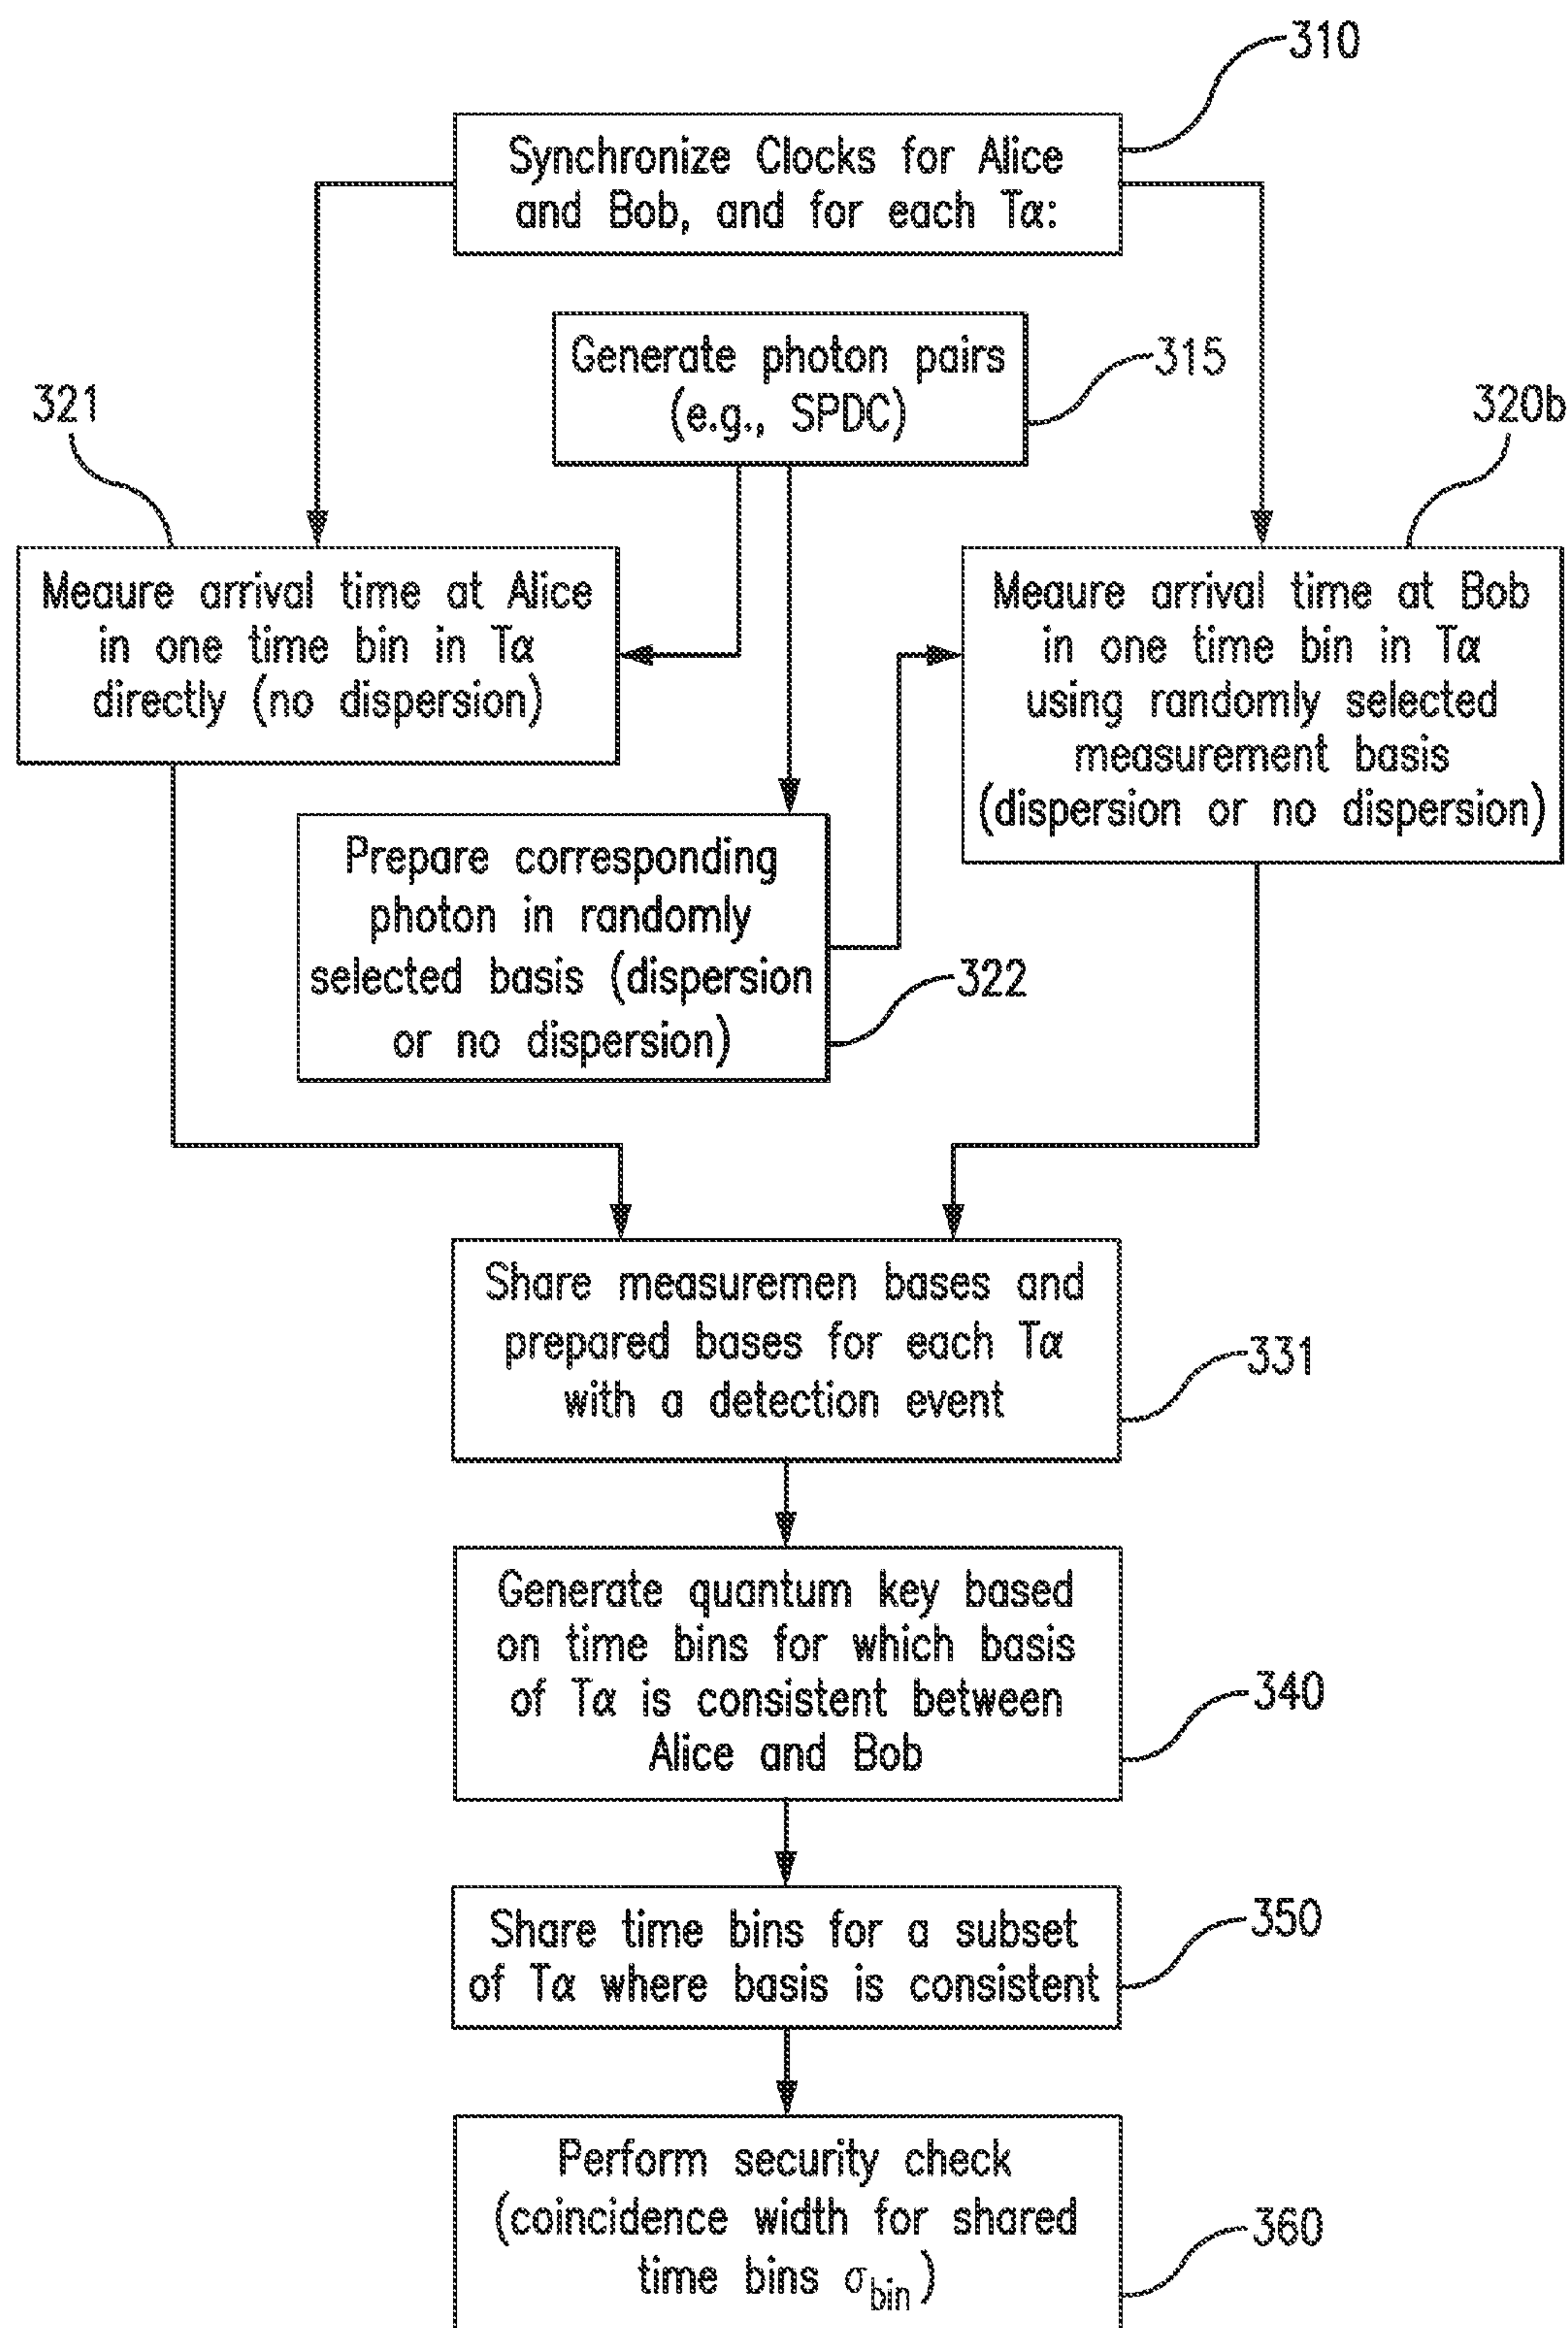 310
Synchronize Clocks for Alice
and Bob, and for each Tα:
Generate photon pairs
(e.g., SPDC)
315
321
320b
Meaure arrival time at Alice
in one time bin in Tα
directly (no dispersion)
Meaure arrival time at Bob
in one time bin in Tα
using randomly selected
measurement basis
(dispersion or no dispersion)
Prepare corresponding
photon in randomly
selected basis (dispersion
or no dispersion)
322
Share measuremen bases and
prepared bases for each Tα
with a detection event
331
Generate quantum key based
on time bins for which basis
of Tα is consistent between
Alice and Bob
340
Share time bins for a subset
of Tα where basis is consistent
350
Perform security check
(coincidence width for shared
time bins σbin)
360